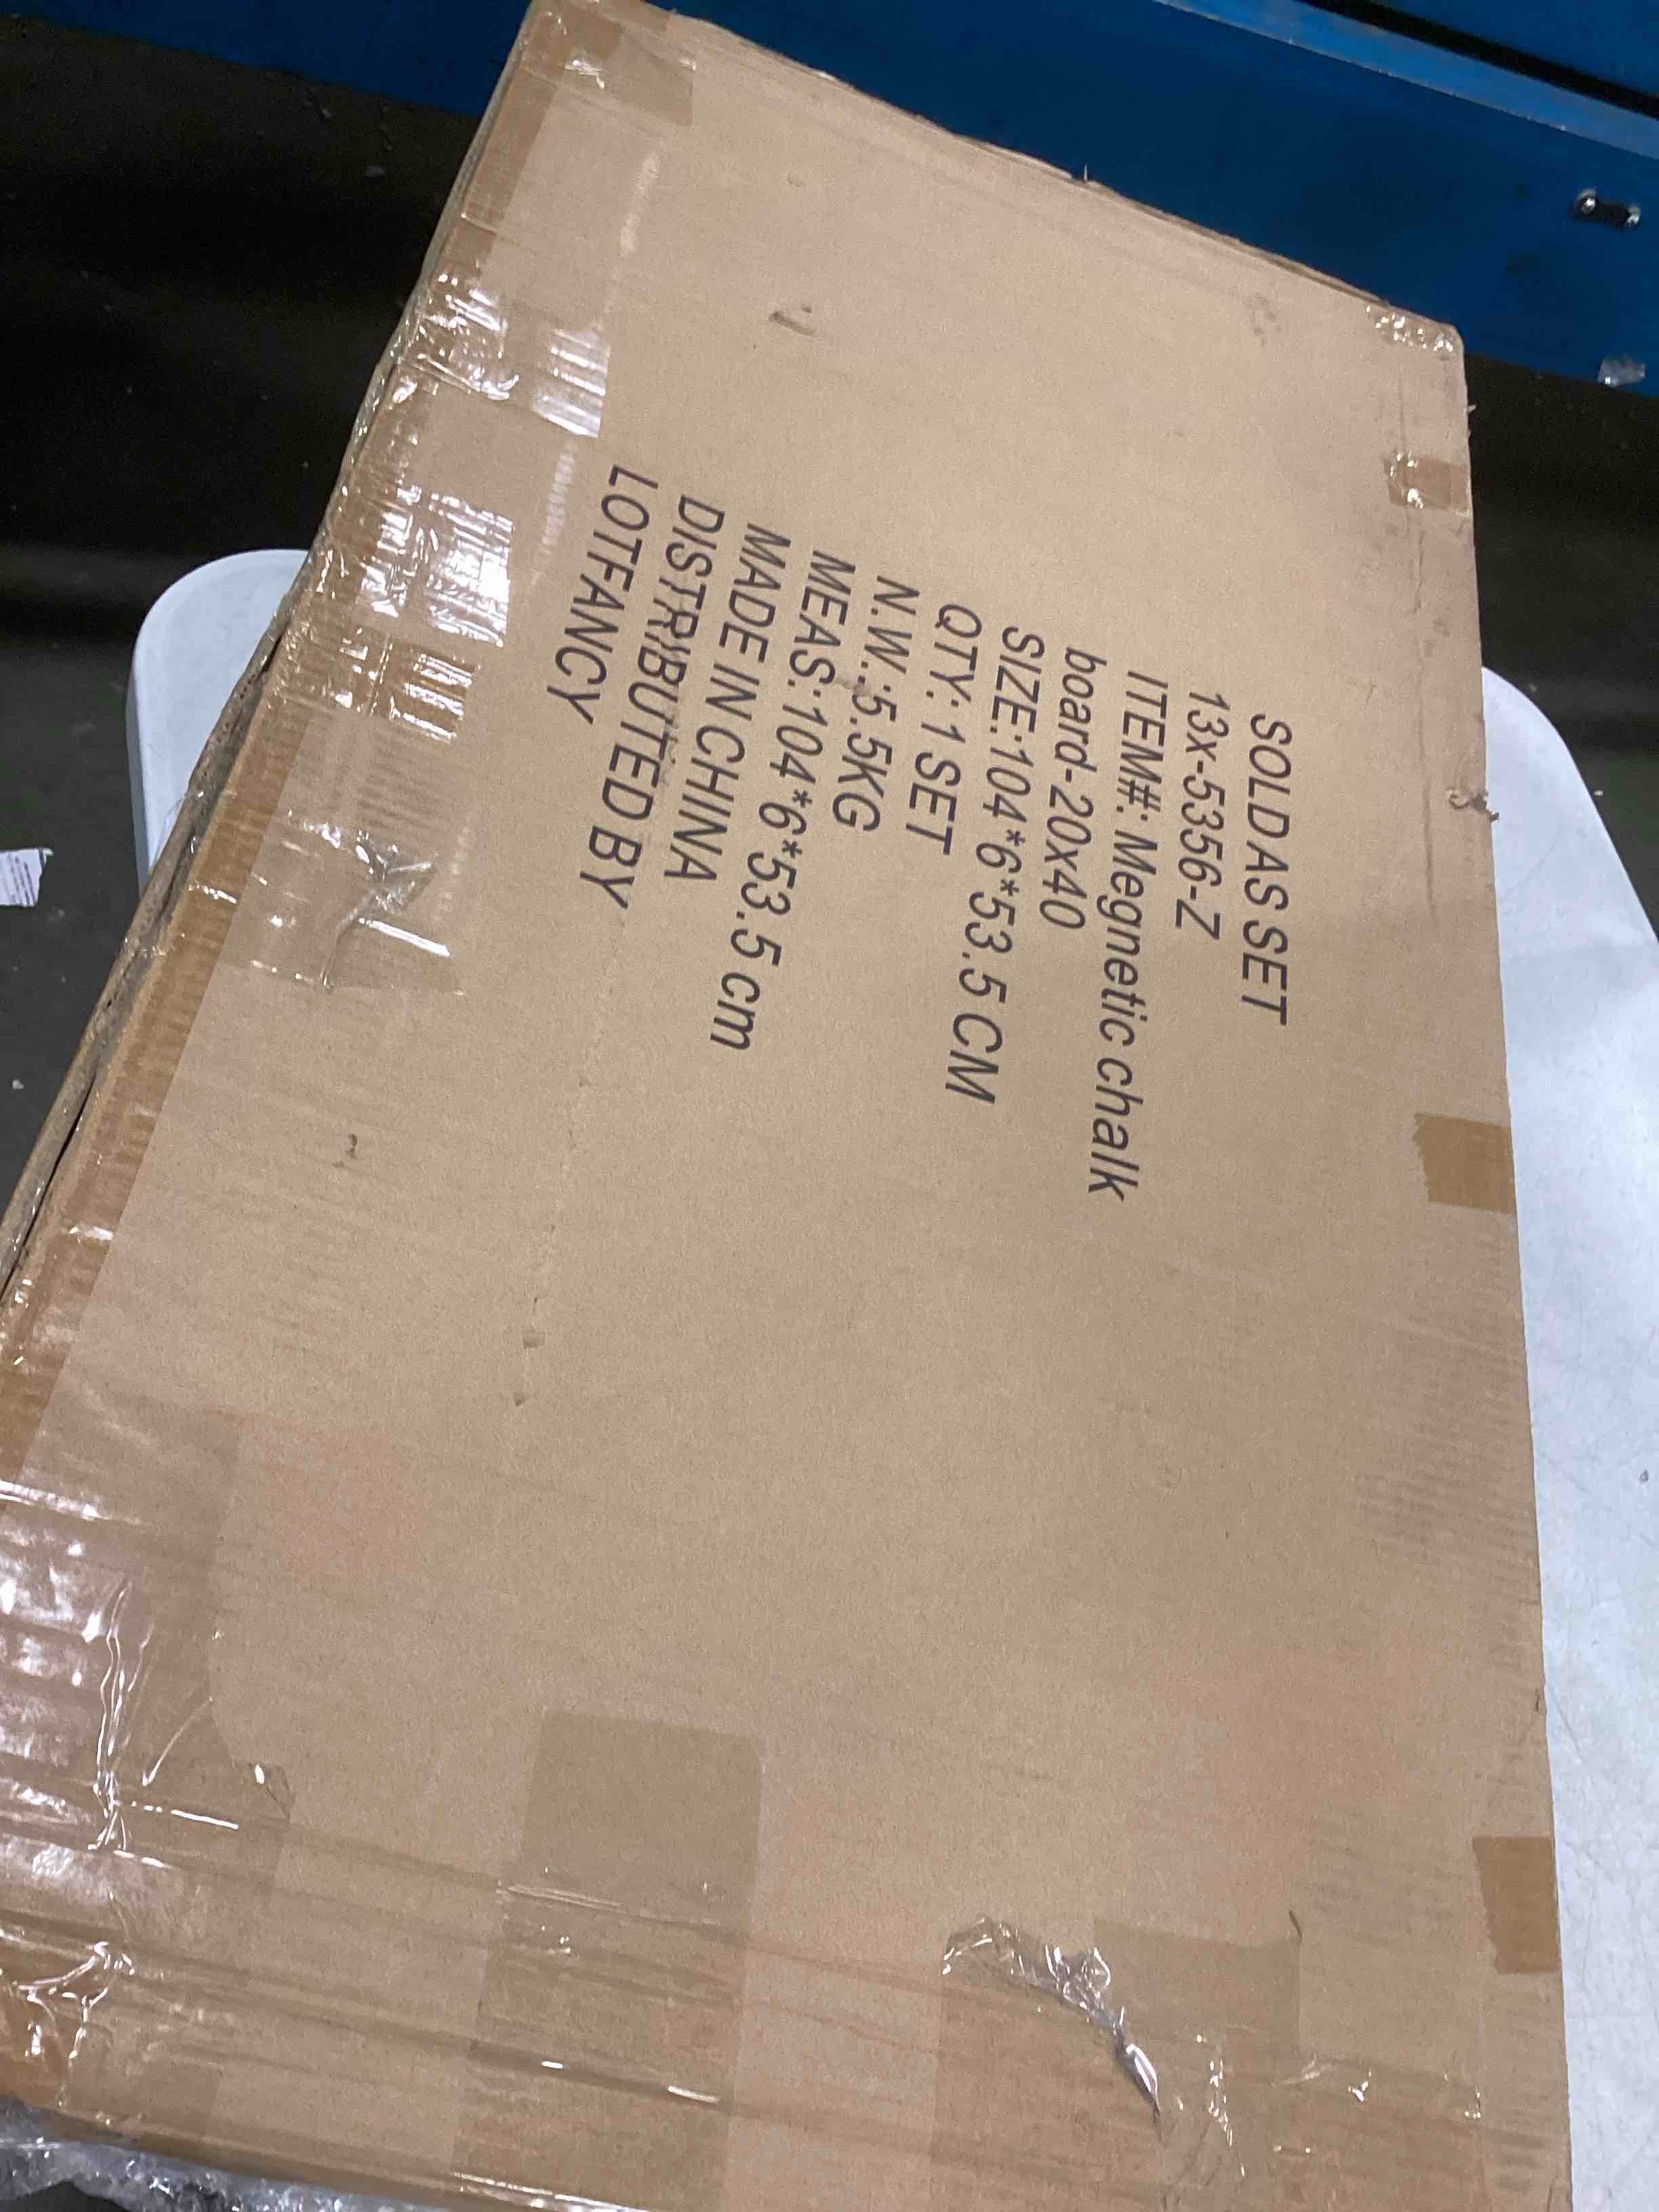 SOLD AS SET
13x-5356-Z
ITEM#: Megnetic chalk
board-20x40
SIZE:104*6*53.5 CM
QTY: 1 SET
N.W.:5.5KG
MEAS:104*6*53.5 cm
MADE IN CHINA
DISTRIBUTED BY
LOTFANCY